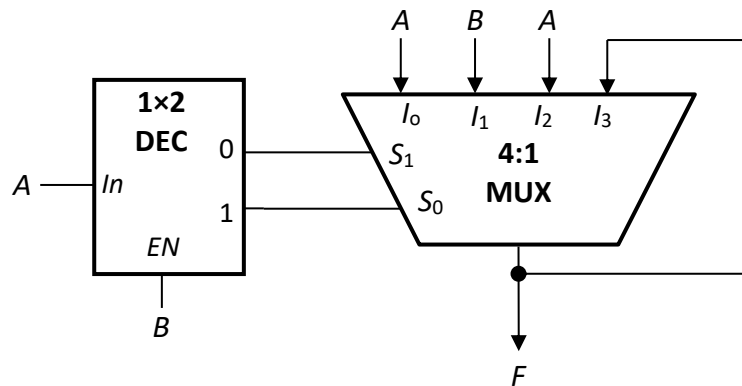 A B A
1×2
DEC
I₀ I₁ I₂ I₃
0
S₁
4:1
MUX
A
In
1
S₀
EN
B
F